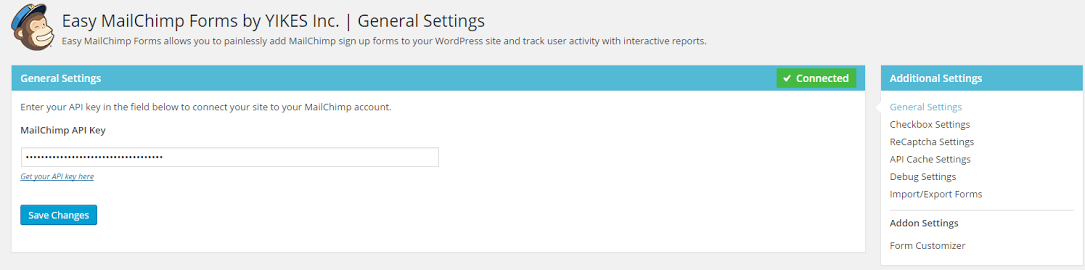 Easy MailChimp Forms by YIKES Inc. | General Settings
Easy MailChimp Forms allows you to painlessly add MailChimp sign up forms to your WordPress site and track user activity with interactive reports.
General Settings
✔ Connected
Enter your API key in the field below to connect your site to your MailChimp account.
MailChimp API Key
••••••••••••••••••••••••••••••••••••
Get your API key here
Save Changes
Additional Settings
General Settings
Checkbox Settings
ReCaptcha Settings
API Cache Settings
Debug Settings
Import/Export Forms
Addon Settings
Form Customizer